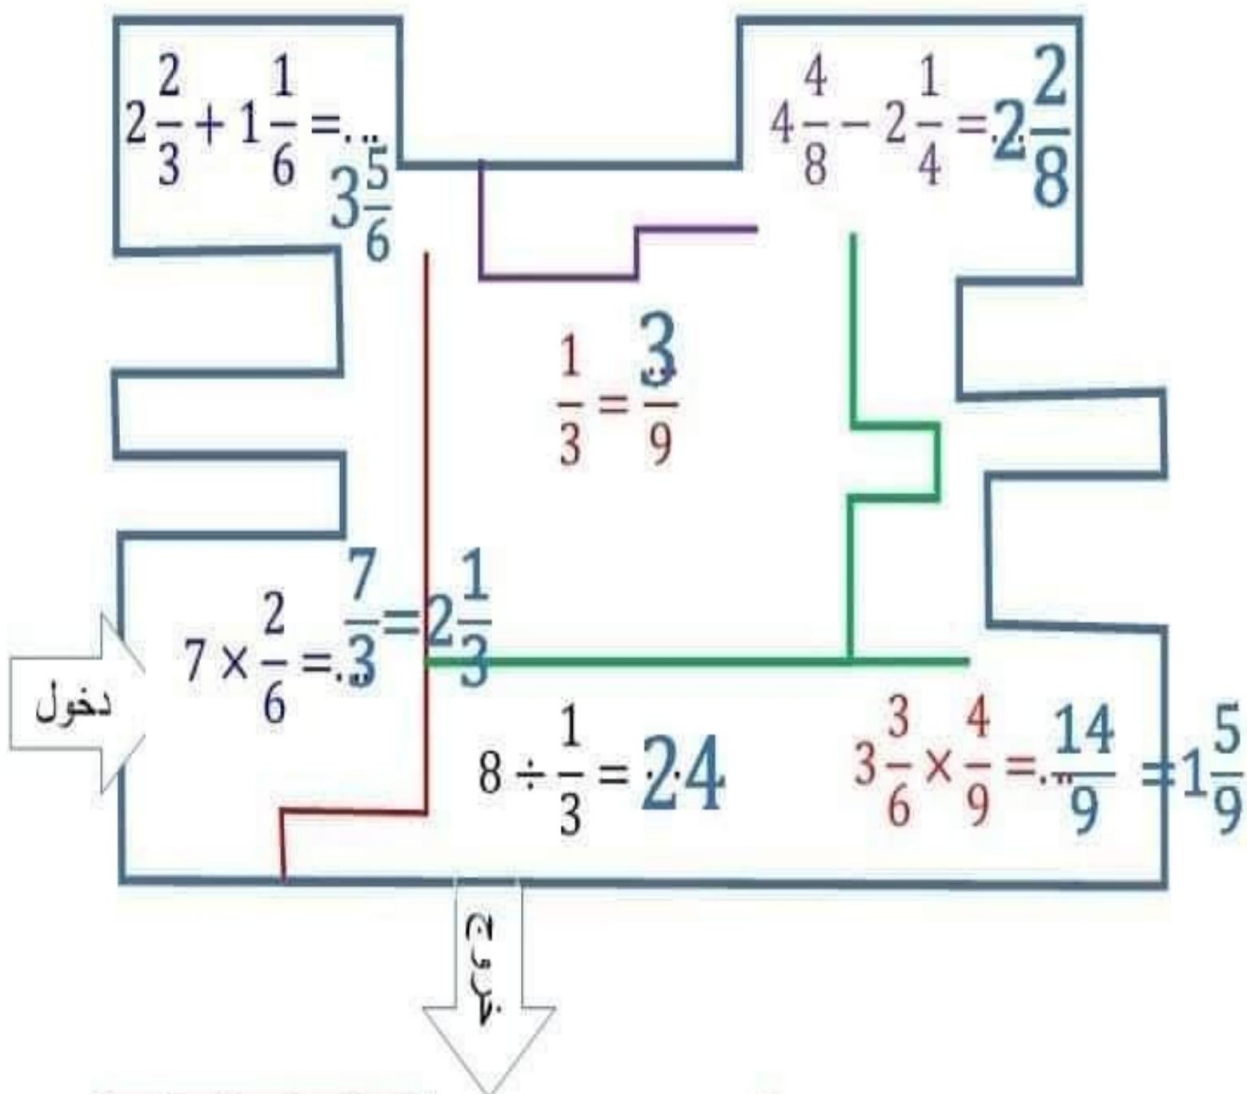 2 2/3 + 1 1/6 =... 3 5/6
4 4/8 − 2 1/4 =... 2 2/8
1/3 = 3.../9
7 × 2/6 =... 7/3 = 2 1/3
دخول
8 ÷ 1/3 = ... 24
3 3/6 × 4/9 =... 14/9 = 1 5/9
خروج